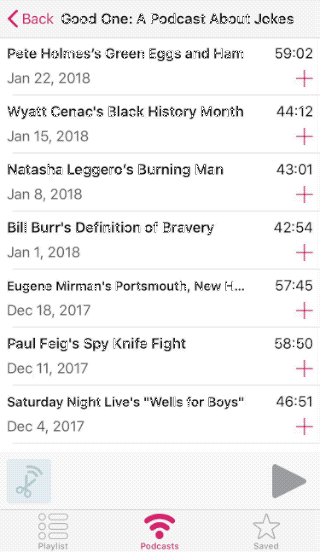 Back Good One: A Podcast About Jokes
Pete Holmes's Green Eggs and Ham 59:02
Jan 22, 2018
Wyatt Cenac's Black History Month 44:12
Jan 15, 2018
Natasha Leggero's Burning Man 43:01
Jan 8, 2018
Bill Burr's Definition of Bravery 42:54
Jan 1, 2018
Eugene Mirman's Portsmouth, New H... 57:45
Dec 18, 2017
Paul Feig's Spy Knife Fight 58:50
Dec 11, 2017
Saturday Night Live's "Wells for Boys" 46:51
Dec 4, 2017
Playlist Podcasts Saved